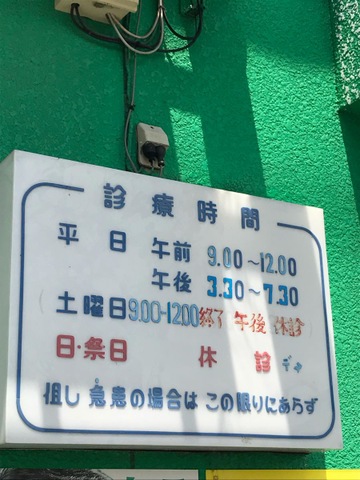 診療時間
平日 午前 9.00〜12.00
午後 3.30〜7.30
土曜日 9.00-12.00 終了 午後 休診
日・祭日 休診 です
但し 急患の場合は この限りにあらず